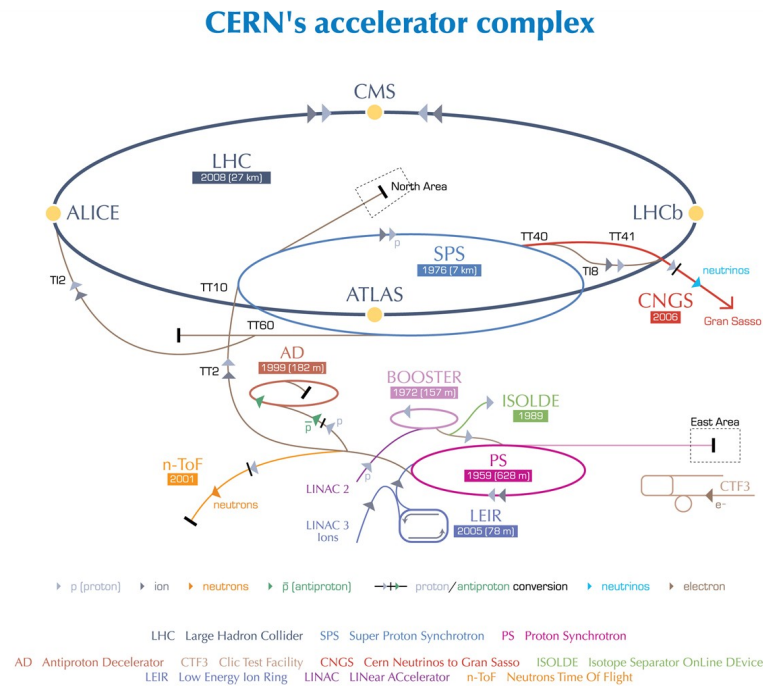 CERN's accelerator complex
CMS
LHC
2008 (27 km)
North Area
ALICE
LHCb
TT40
TT41
SPS
1976 (7 km)
p
TI8
TI2
TT10
ATLAS
neutrinos
CNGS
2006
Gran Sasso
TT60
AD
1999 (182 m)
TT2
BOOSTER
1972 (157 m)
ISOLDE
1989
East Area
p̄
p
n-ToF
2001
neutrons
LINAC 2
p
PS
1959 (628 m)
CTF3
e-
LINAC 3
Ions
LEIR
2005 (78 m)
p (proton) ion neutrons p̄ (antiproton) proton/antiproton conversion neutrinos electron
LHC Large Hadron Collider SPS Super Proton Synchrotron PS Proton Synchrotron
AD Antiproton Decelerator CTF3 Clic Test Facility CNGS Cern Neutrinos to Gran Sasso ISOLDE Isotope Separator OnLine DEvice
LEIR Low Energy Ion Ring LINAC LINear ACcelerator n-ToF Neutrons Time Of Flight